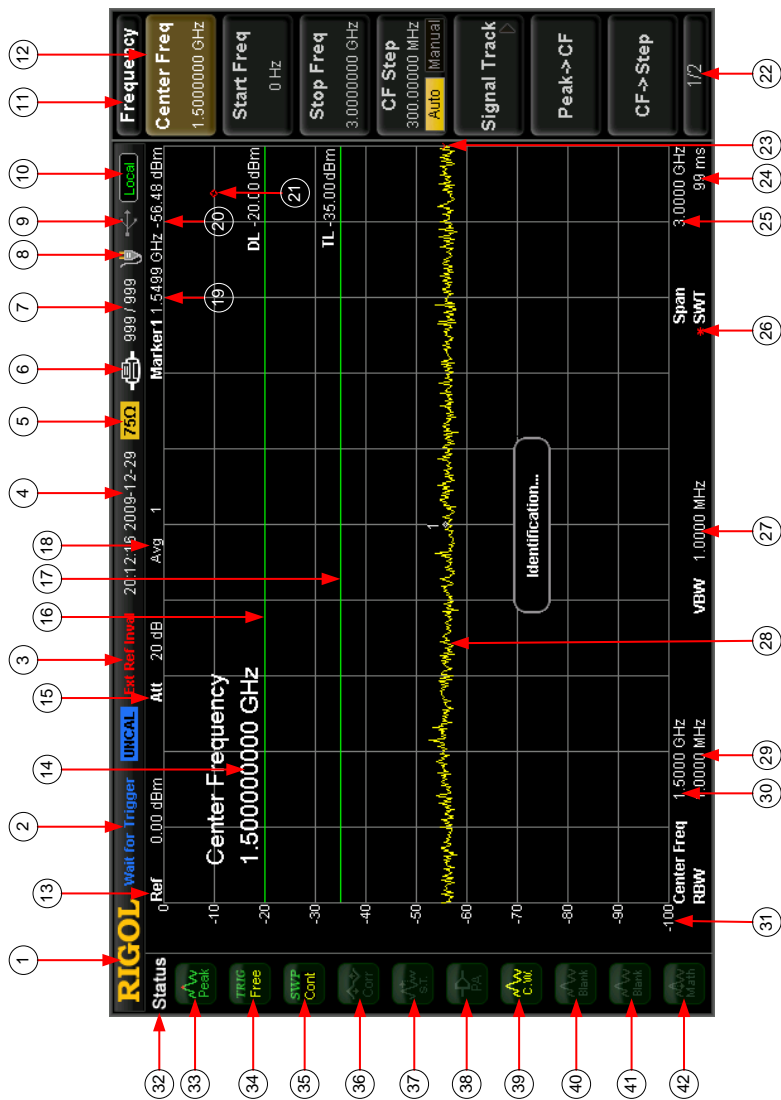 1 2 3 4 5 6 7 8 9 10 11 12
RIGOL Wait for Trigger UNCAL Ext Ref Inval 20:12:16 2009-12-29 75Ω 999 / 999 Local
Frequency
13 15 18
Status
Ref 0.00 dBm Att 20 dB Avg 1 Marker1 1.5499 GHz -56.48 dBm
14 16 17 19 20 21
Center Frequency
1.500000000 GHz
DL -20.00 dBm
TL -35.00 dBm
0
-10
-20
-30
-40
-50
-60
-70
-80
-90
-100
1
Identification...
Center Freq 1.5000 GHz Span 3.0000 GHz
RBW 1.0000 MHz VBW 1.0000 MHz SWT 99 ms
Center Freq
1.5000000 GHz
Start Freq
0 Hz
Stop Freq
3.0000000 GHz
CF Step
300.00000 MHz
Auto Manual
Signal Track
Peak->CF
CF->Step
1/2
Peak
TRIG
Free
SWP
Cont
Corr
S.T.
PA
C.W.
Blank
Blank
Math
32 33 34 35 36 37 38 39 40 41 42
31 30 29 28 27 26 25 24 23 22